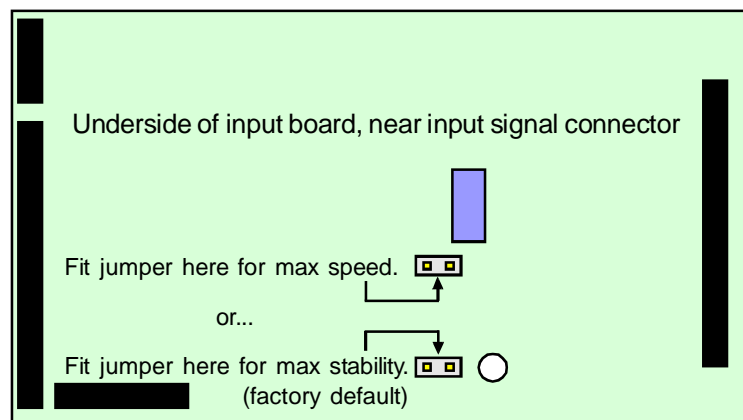 Underside of input board, near input signal connector
Fit jumper here for max speed.
or...
Fit jumper here for max stability.
(factory default)